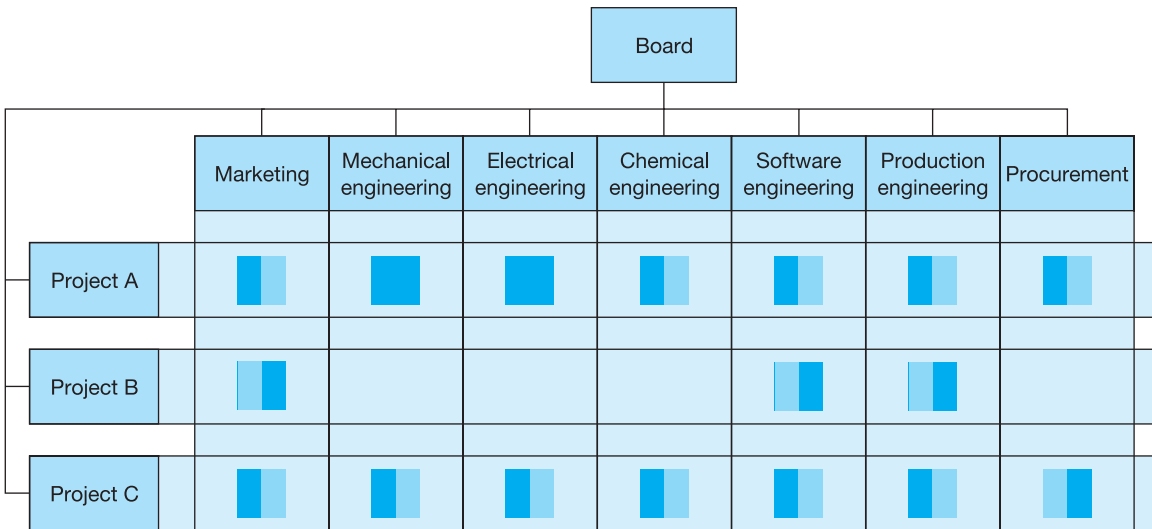 Board
Marketing
Mechanical
engineering
Electrical
engineering
Chemical
engineering
Software
engineering
Production
engineering
Procurement
Project A
Project B
Project C